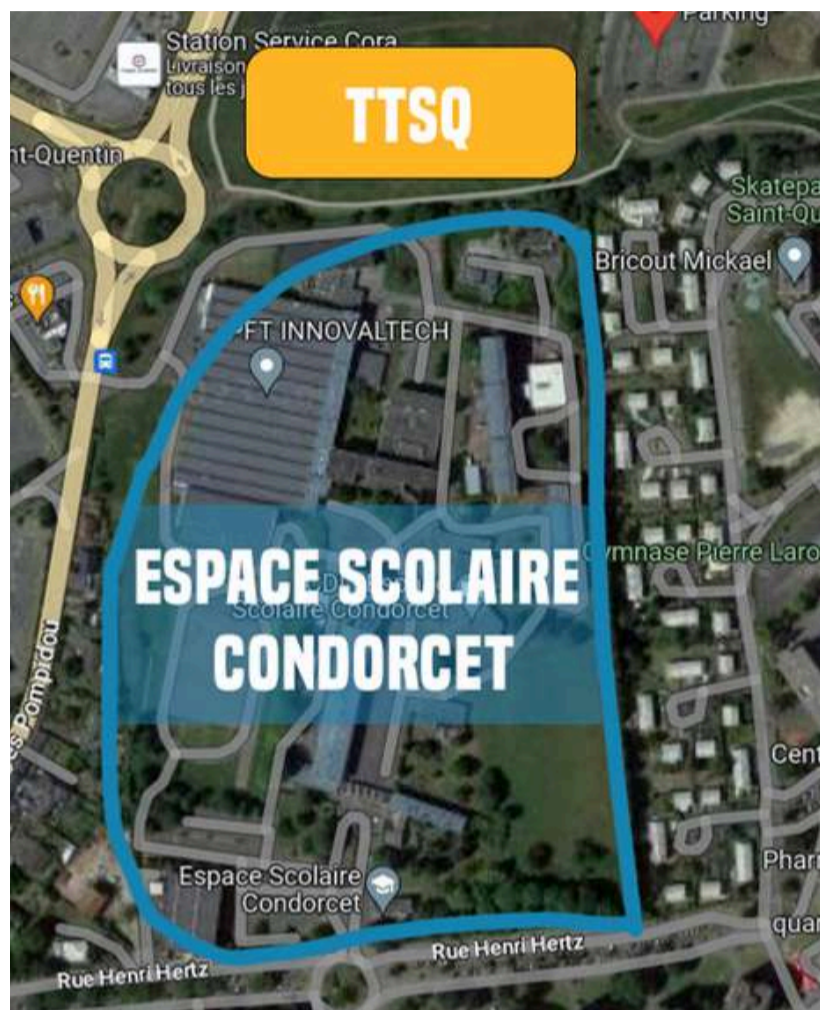 Parking
Station Service Cora
Livraison
tous les j
TTSQ
nt-Quentin
Skatepa
Saint-Qu
Bricout Mickael
PFT INNOVALTECH
ESPACE SCOLAIRE
CONDORCET
Gymnase Pierre Laro
Scolaire Condorcet
es Pompidou
Cent
Phar
Espace Scolaire
Condorcet
quar
Rue Henri Hertz
Rue Henri Hertz